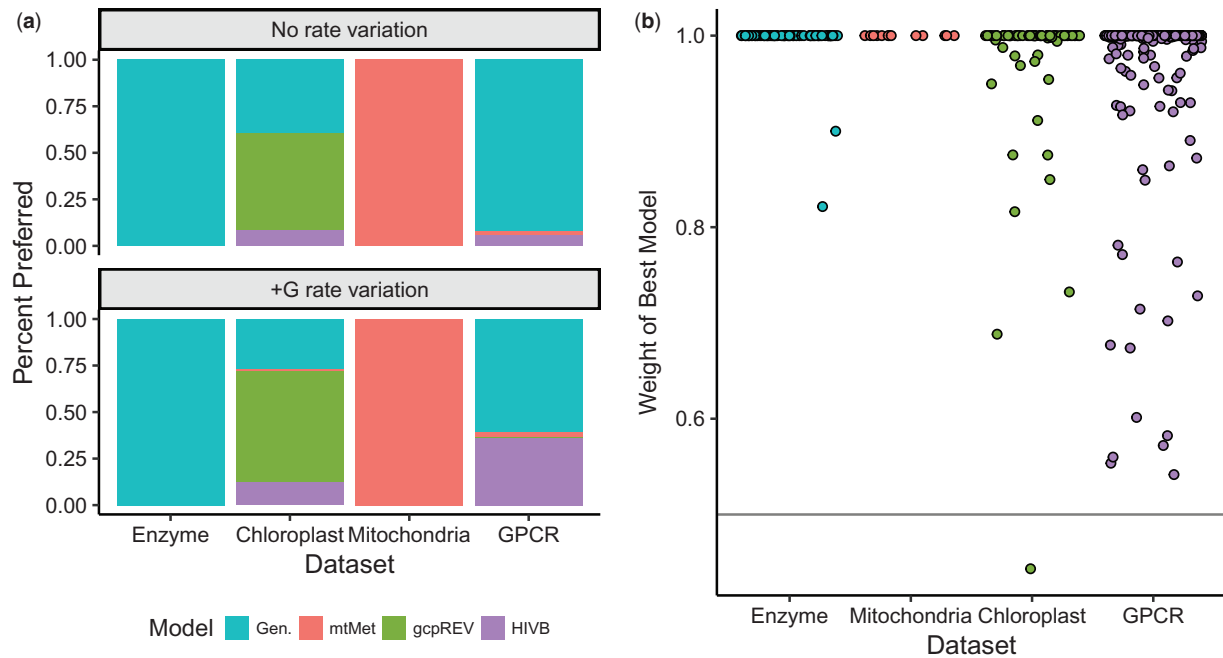 (a)
No rate variation
1.00
0.75
0.50
0.25
0.00
+G rate variation
1.00
0.75
0.50
0.25
0.00
Percent Preferred
Enzyme Chloroplast Mitochondria GPCR
Dataset
Model Gen. mtMet gcpREV HIVB
(b)
1.0
0.8
0.6
Weight of Best Model
Enzyme Mitochondria Chloroplast GPCR
Dataset